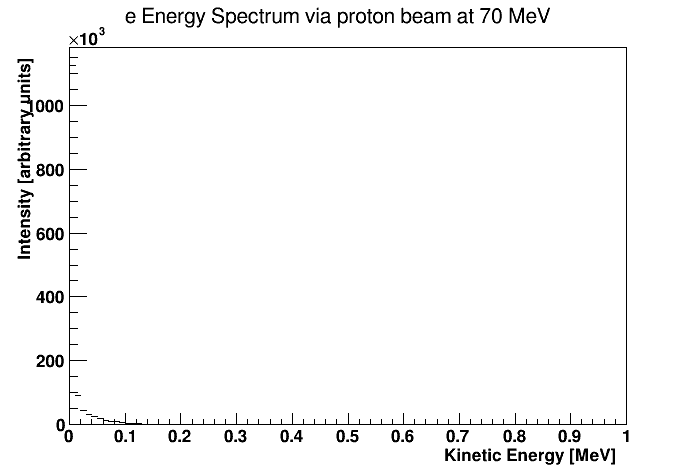 e Energy Spectrum via proton beam at 70 MeV
×10³
Intensity [arbitrary units]
1000
800
600
400
200
0
0 0.1 0.2 0.3 0.4 0.5 0.6 0.7 0.8 0.9 1
Kinetic Energy [MeV]